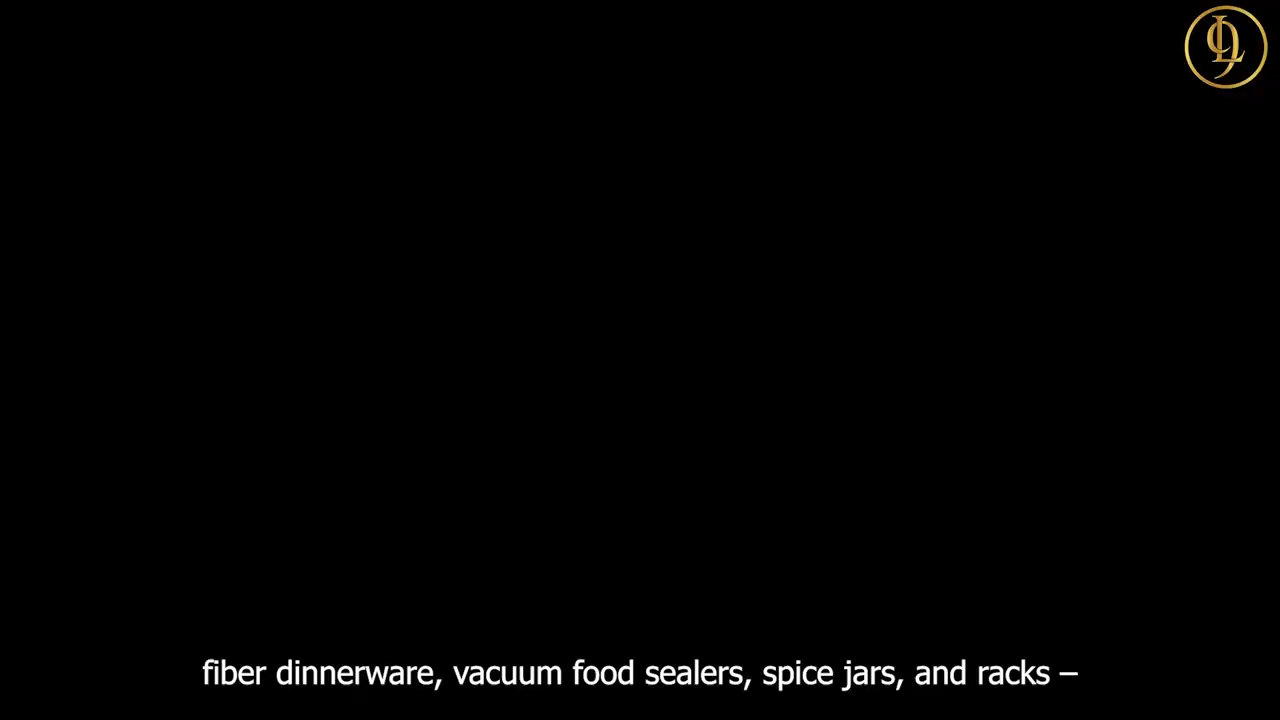 fiber dinnerware, vacuum food sealers, spice jars, and racks –